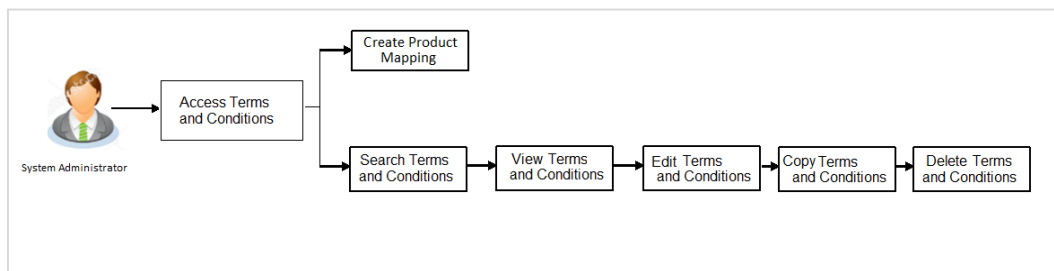 Create Product
Mapping
Access Terms
and Conditions
System Administrator
Search Terms
and Conditions
View Terms
and Conditions
Edit Terms
and Conditions
Copy Terms
and Conditions
Delete Terms
and Conditions